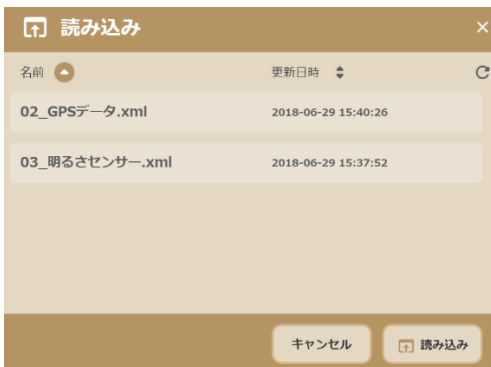 読み込み
名前 更新日時
02_GPSデータ.xml 2018-06-29 15:40:26
03_明るさセンサー.xml 2018-06-29 15:37:52
キャンセル 読み込み